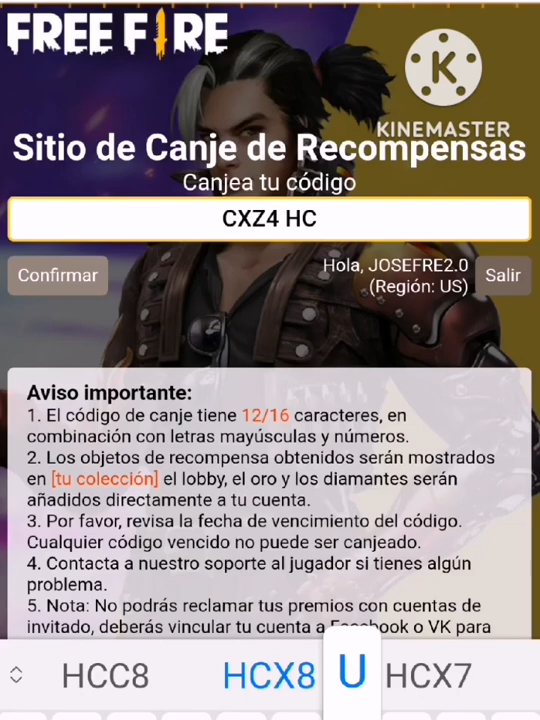 FREE FIRE
K
KINEMASTER
Sitio de Canje de Recompensas
Canjea tu código
CXZ4 HC
Confirmar
Hola, JOSEFRE2.0
(Región: US)
Salir
Aviso importante:
1. El código de canje tiene 12/16 caracteres, en
combinación con letras mayúsculas y números.
2. Los objetos de recompensa obtenidos serán mostrados
en [tu colección] el lobby, el oro y los diamantes serán
añadidos directamente a tu cuenta.
3. Por favor, revisa la fecha de vencimiento del código.
Cualquier código vencido no puede ser canjeado.
4. Contacta a nuestro soporte al jugador si tienes algún
problema.
5. Nota: No podrás reclamar tus premios con cuentas de
invitado, deberás vincular tu cuenta a Facebook o VK para
HCC8 HCX8 U HCX7